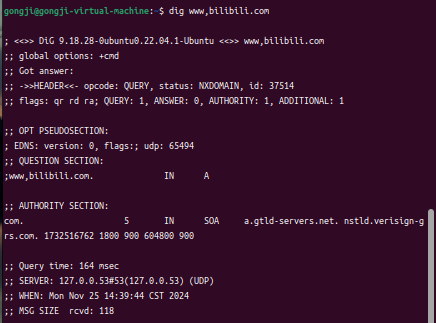 gongji@gongji-virtual-machine:~$ dig www,bilibili.com
; <<>> DiG 9.18.28-0ubuntu0.22.04.1-Ubuntu <<>> www,bilibili.com
;; global options: +cmd
;; Got answer:
;; ->>HEADER<<- opcode: QUERY, status: NXDOMAIN, id: 37514
;; flags: qr rd ra; QUERY: 1, ANSWER: 0, AUTHORITY: 1, ADDITIONAL: 1
;; OPT PSEUDOSECTION:
; EDNS: version: 0, flags:; udp: 65494
;; QUESTION SECTION:
;www,bilibili.com. IN A
;; AUTHORITY SECTION:
com. 5 IN SOA a.gtld-servers.net. nstld.verisign-g
rs.com. 1732516762 1800 900 604800 900
;; Query time: 164 msec
;; SERVER: 127.0.0.53#53(127.0.0.53) (UDP)
;; WHEN: Mon Nov 25 14:39:44 CST 2024
;; MSG SIZE rcvd: 118